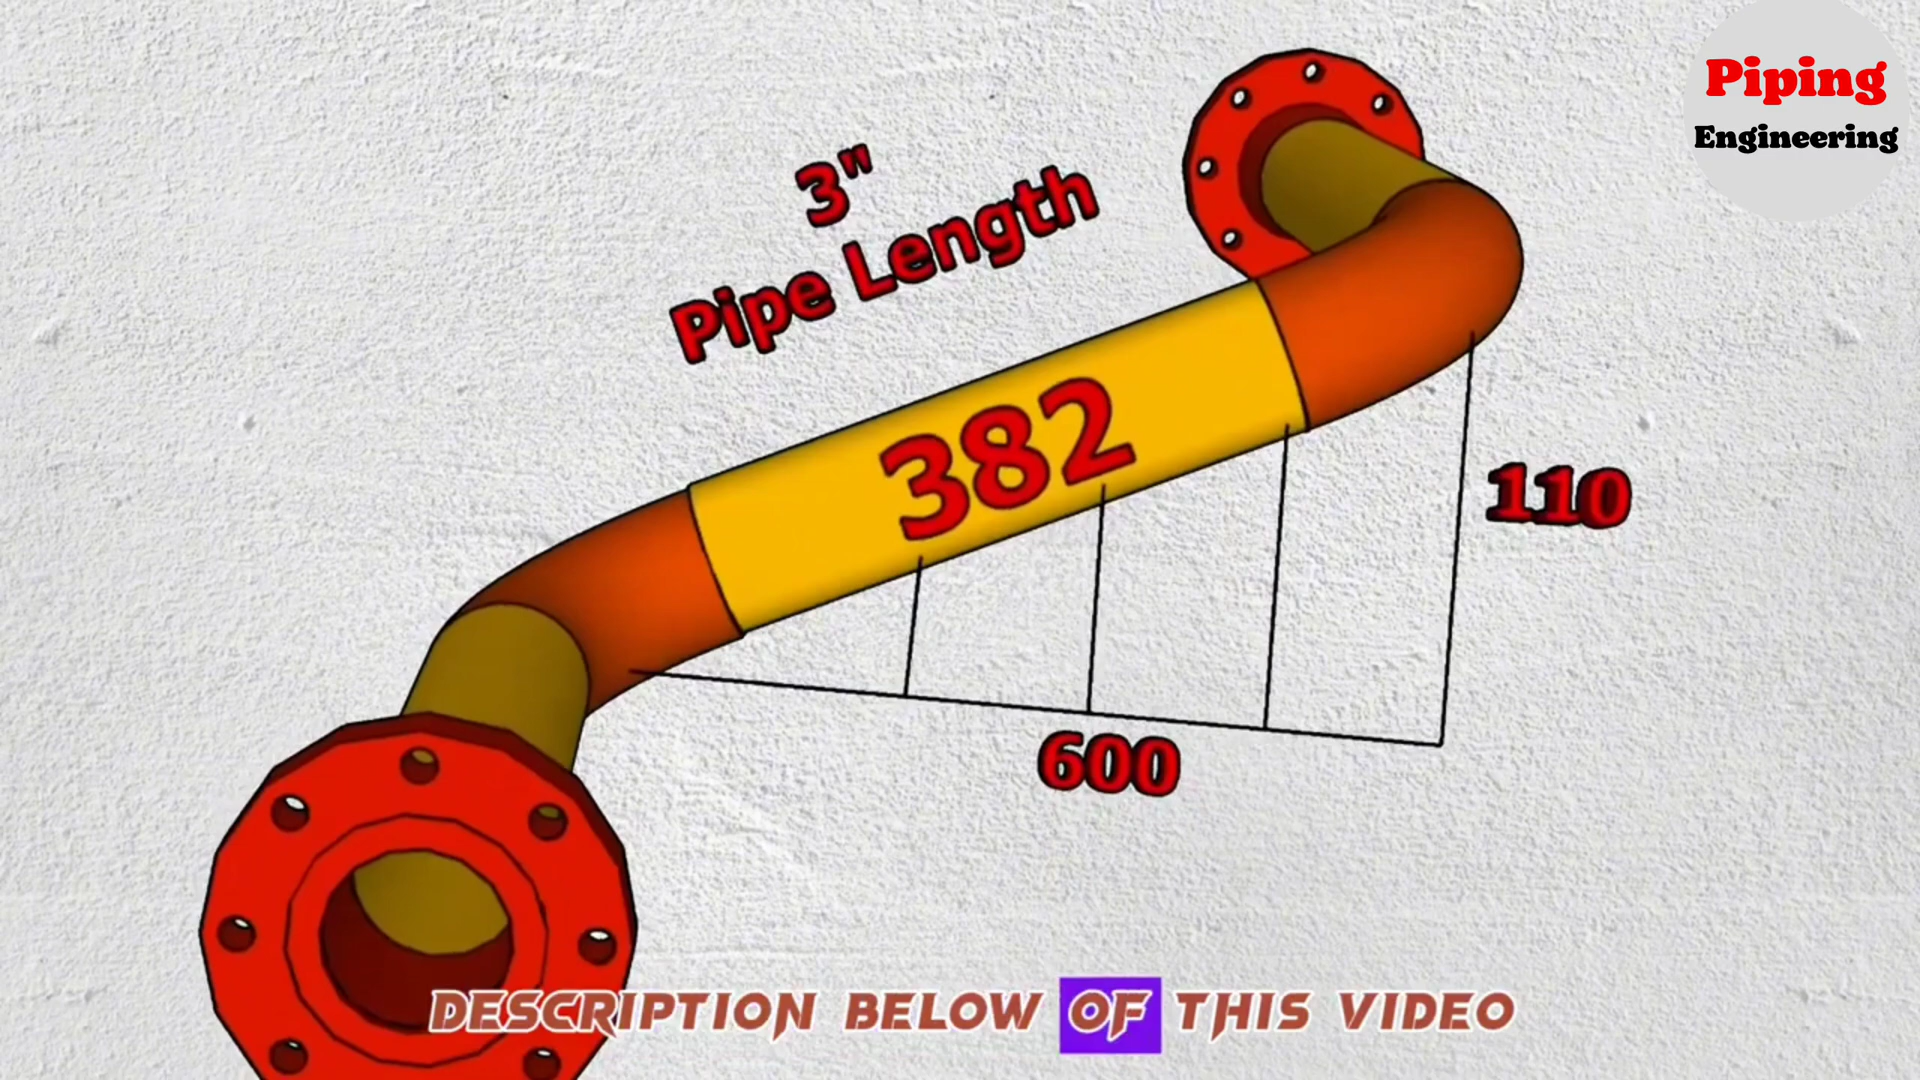 Piping
Engineering
3"
Pipe Length
382
110
600
DESCRIPTION BELOW OF THIS VIDEO